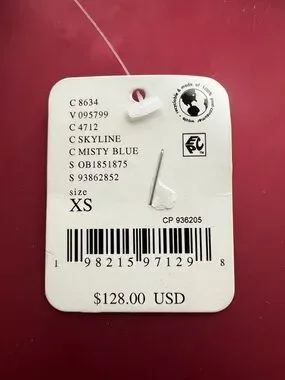 C 8634
V 095799
C 4712
C SKYLINE
C MISTY BLUE
S OB1851875
S 93862852
size
XS
CP 936205
1 98215 97129 8
$128.00 USD